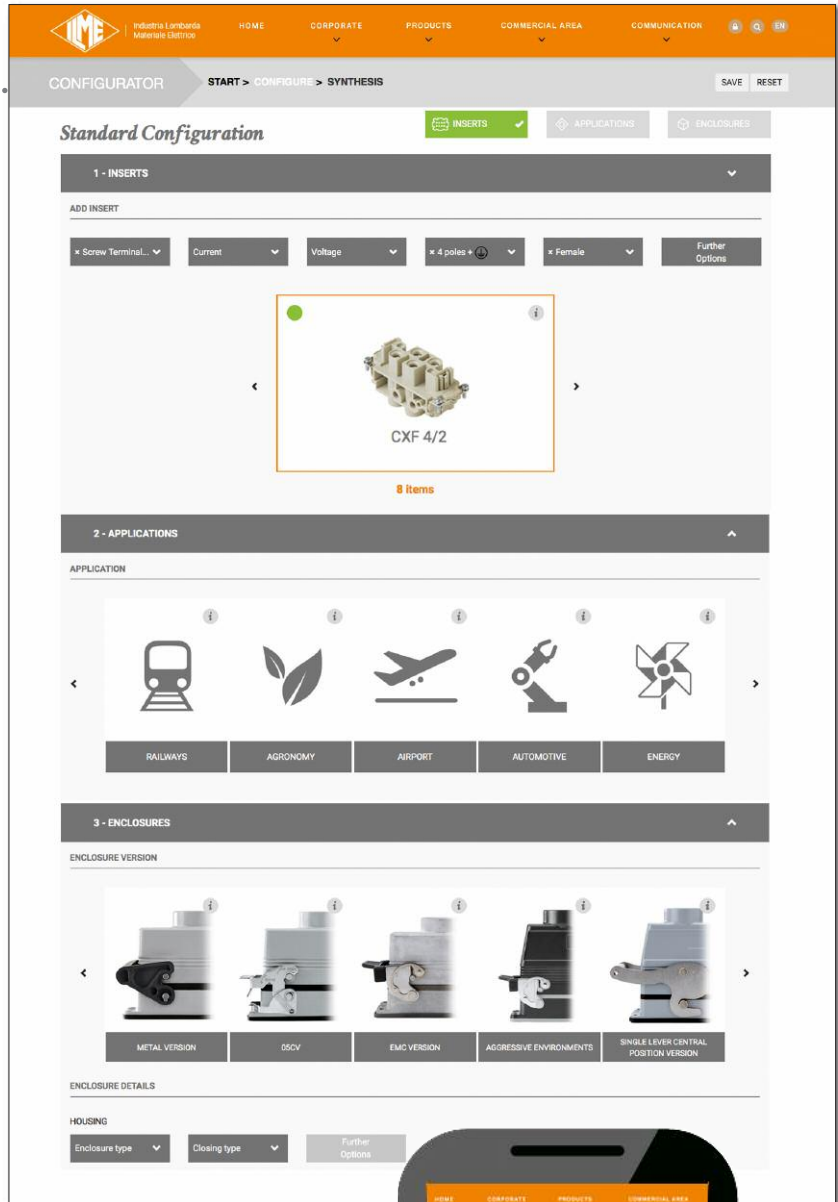 ILME
Industria Lombarda
Materiale Elettrico
HOME CORPORATE PRODUCTS COMMERCIAL AREA COMMUNICATION EN
CONFIGURATOR START > CONFIGURE > SYNTHESIS SAVE RESET
Standard Configuration
INSERTS APPLICATIONS ENCLOSURES
1 - INSERTS
ADD INSERT
× Screw Terminal... Current Voltage × 4 poles + × Female Further
Options
i
CXF 4/2
8 items
2 - APPLICATIONS
APPLICATION
i i i i i
RAILWAYS AGRONOMY AIRPORT AUTOMOTIVE ENERGY
3 - ENCLOSURES
ENCLOSURE VERSION
i i i i i
METAL VERSION 05CV EMC VERSION AGGRESSIVE ENVIRONMENTS SINGLE LEVER CENTRAL
POSITION VERSION
ENCLOSURE DETAILS
HOUSING
Enclosure type Closing type Further
Options
HOME CORPORATE PRODUCTS COMMERCIAL AREA